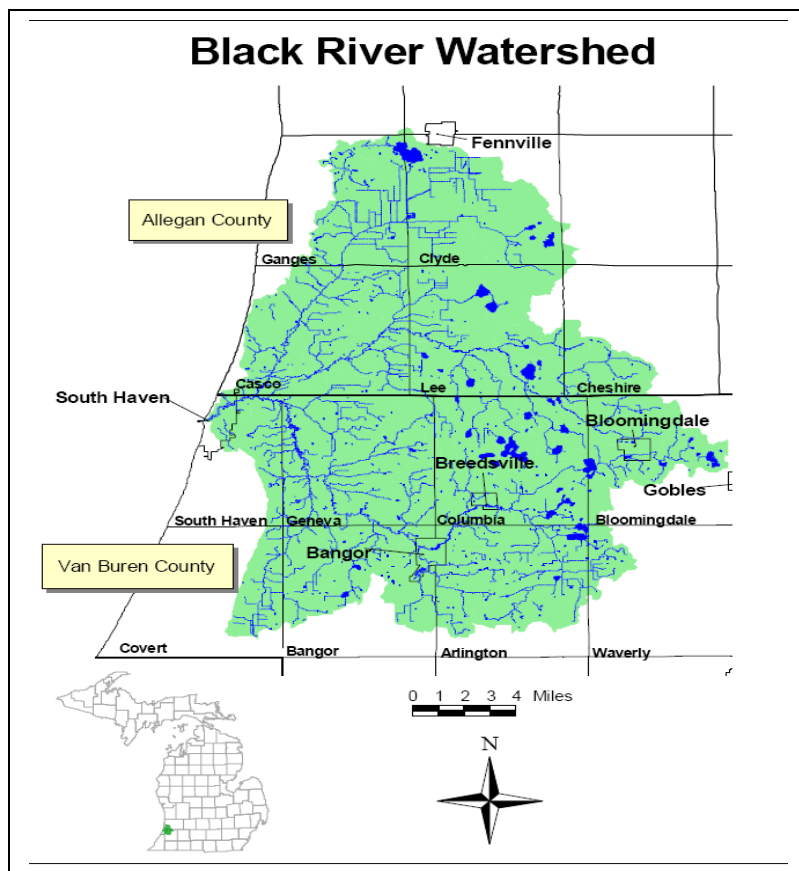 Black River Watershed
Fennville
Allegan County
Ganges Clyde
Casco Lee Cheshire
South Haven
Bloomingdale
Breedsville
Gobles
South Haven Geneva Columbia Bloomingdale
Bangor
Van Buren County
Covert Bangor Arlington Waverly
0 1 2 3 4 Miles
N